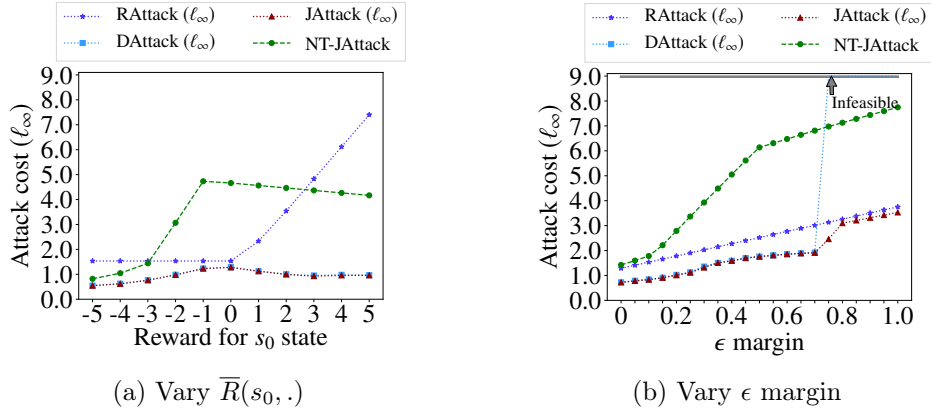 RAttack (ℓ∞) JAttack (ℓ∞)
DAttack (ℓ∞) NT-JAttack
9.0
8.0
7.0
6.0
5.0
4.0
3.0
2.0
1.0
0.0
Attack cost (ℓ∞)
-5 -4 -3 -2 -1 0 1 2 3 4 5
Reward for s₀ state
(a) Vary R̅(s₀, .)
RAttack (ℓ∞) JAttack (ℓ∞)
DAttack (ℓ∞) NT-JAttack
9.0
8.0
7.0
6.0
5.0
4.0
3.0
2.0
1.0
0.0
Attack cost (ℓ∞)
Infeasible
0 0.2 0.4 0.6 0.8 1.0
ϵ margin
(b) Vary ϵ margin